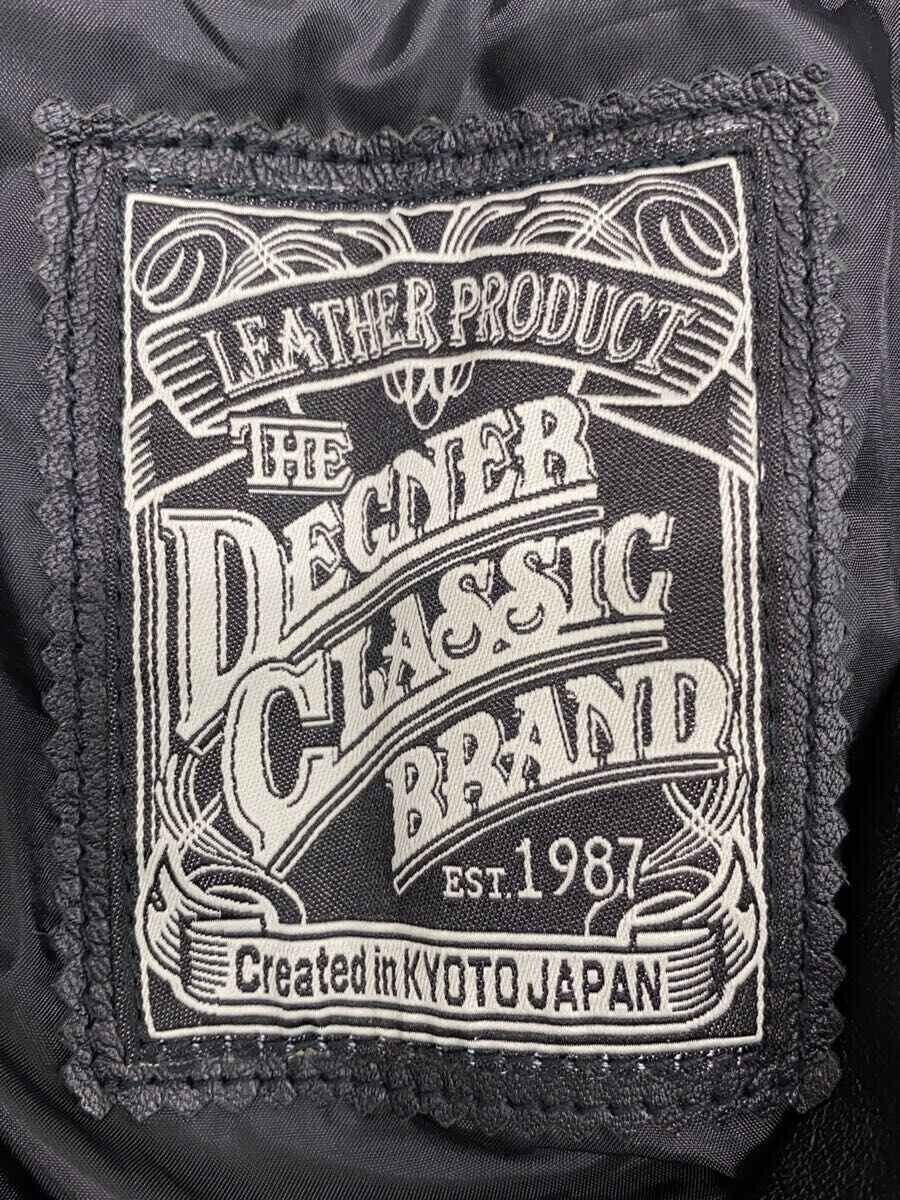 LEATHER PRODUCT
THE
DEGNER
CLASSIC
BRAND
EST. 1987
Created in KYOTO JAPAN